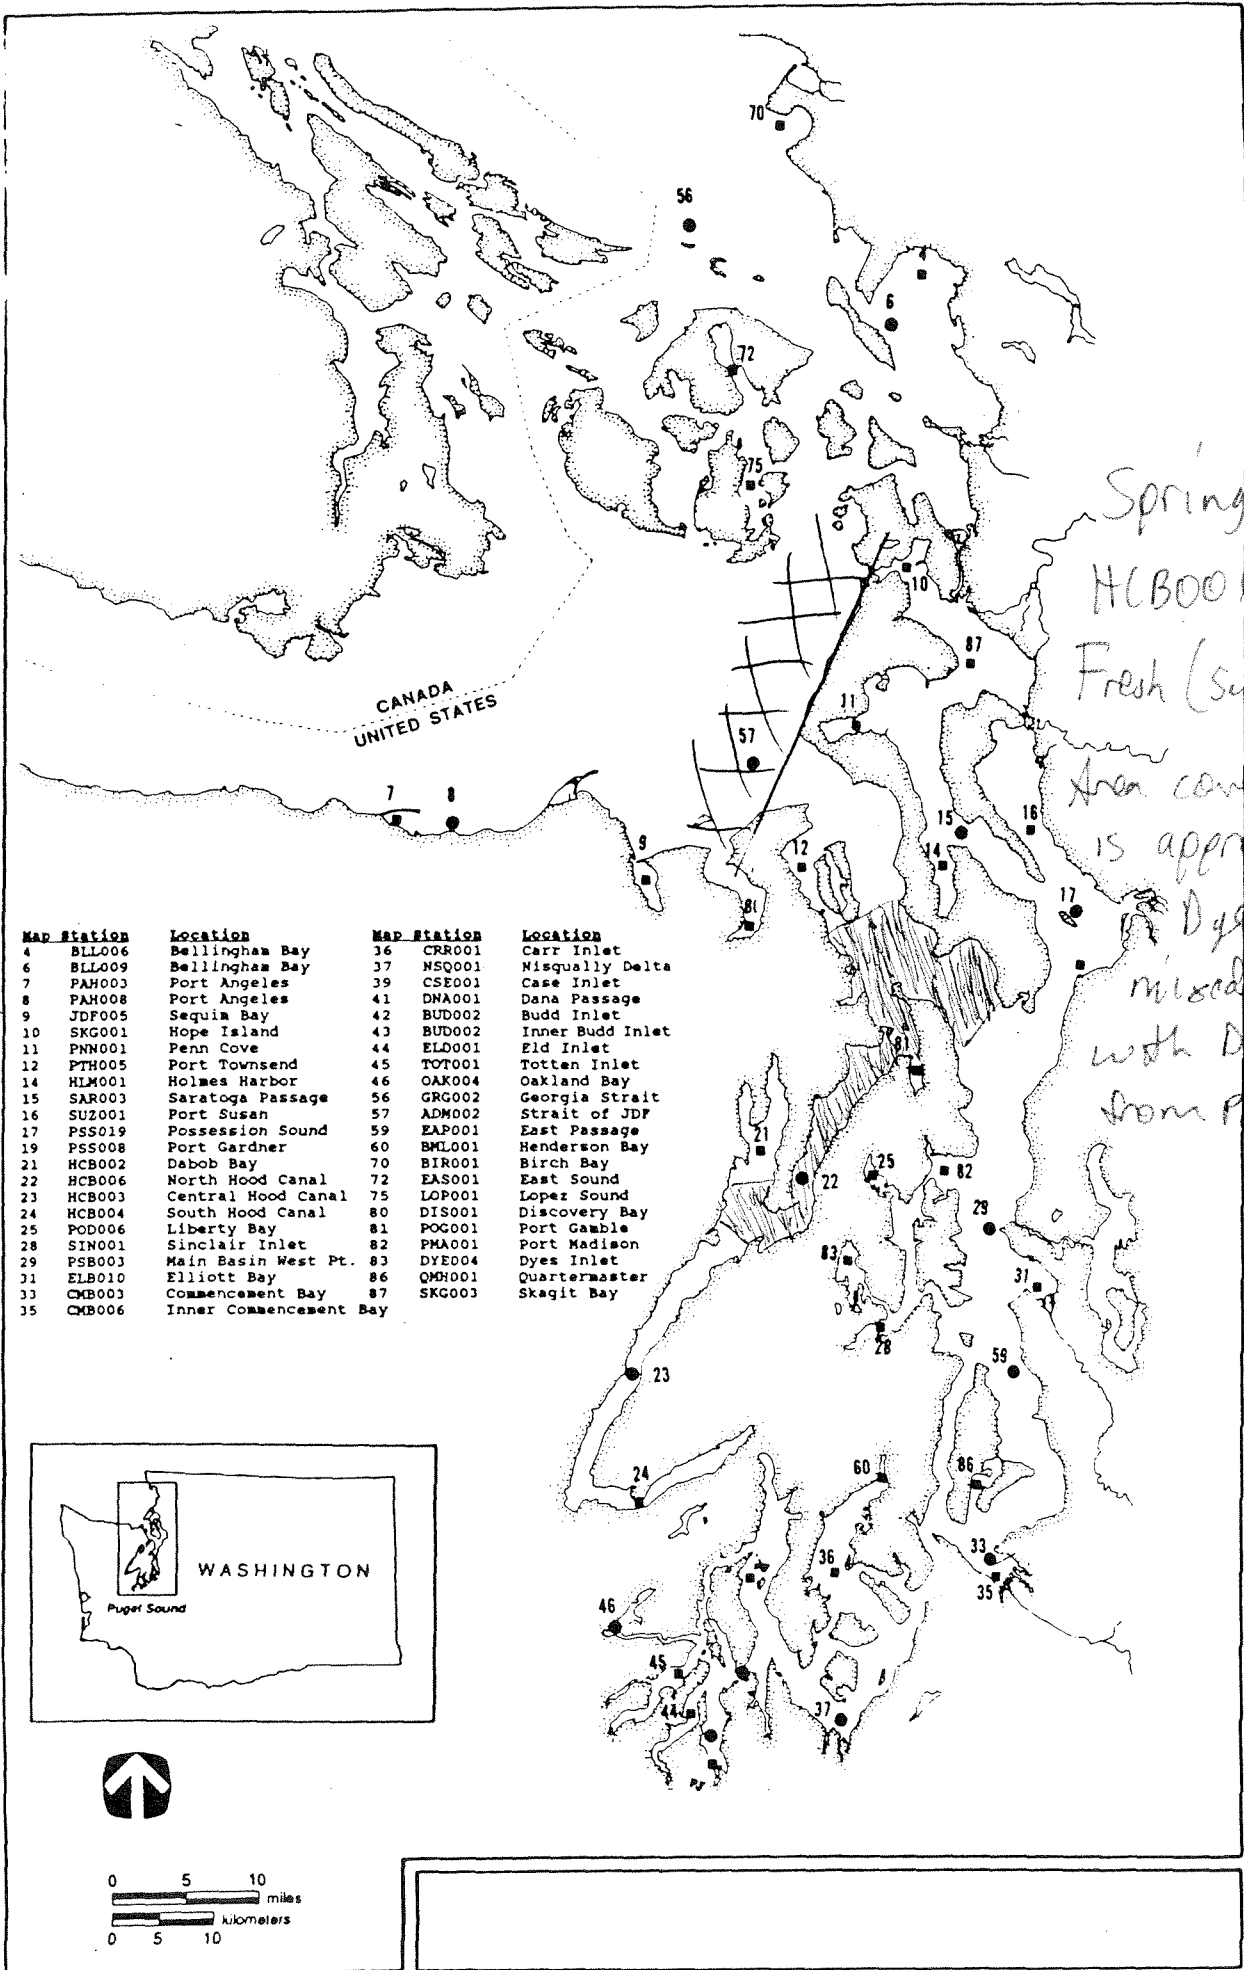 70
56
4
6
72
75
10
87
11
57
CANADA
UNITED STATES
7
8
9
12
15
16
14
17
81
21
22
25
82
29
83
31
28
23
59
24
60
86
36
33
35
46
45
44
37
Spring
HCB00
Fresh (Su
Area
is
mixed
with D
from P
Map Station Location Map Station Location
4 BLL006 Bellingham Bay 36 CRR001 Carr Inlet
6 BLL009 Bellingham Bay 37 NSQ001 Nisqually Delta
7 PAH003 Port Angeles 39 CSE001 Case Inlet
8 PAH008 Port Angeles 41 DNA001 Dana Passage
9 JDF005 Sequim Bay 42 BUD002 Budd Inlet
10 SKG001 Hope Island 43 BUD002 Inner Budd Inlet
11 PNN001 Penn Cove 44 ELD001 Eld Inlet
12 PTH005 Port Townsend 45 TOT001 Totten Inlet
14 HLM001 Holmes Harbor 46 OAK004 Oakland Bay
15 SAR003 Saratoga Passage 56 GRG002 Georgia Strait
16 SUZ001 Port Susan 57 ADM002 Strait of JDF
17 PSS019 Possession Sound 59 EAP001 East Passage
19 PSS008 Port Gardner 60 BML001 Henderson Bay
21 HCB002 Dabob Bay 70 BIR001 Birch Bay
22 HCB006 North Hood Canal 72 EAS001 East Sound
23 HCB003 Central Hood Canal 75 LOP001 Lopez Sound
24 HCB004 South Hood Canal 80 DIS001 Discovery Bay
25 POD006 Liberty Bay 81 POG001 Port Gamble
28 SIN001 Sinclair Inlet 82 PMA001 Port Madison
29 PSB003 Main Basin West Pt. 83 DYE004 Dyes Inlet
31 ELB010 Elliott Bay 86 QMH001 Quartermaster
33 CMB003 Commencement Bay 87 SKG003 Skagit Bay
35 CMB006 Inner Commencement Bay
WASHINGTON
Puget Sound
0 5 10
miles
kilometers
0 5 10